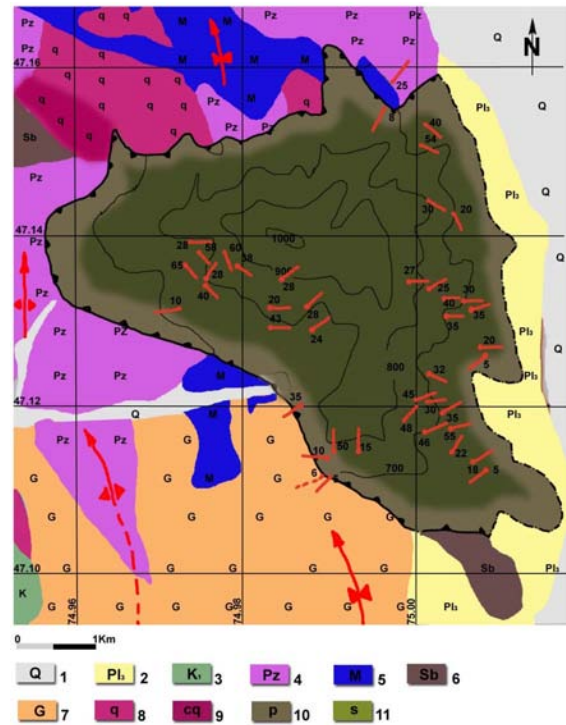 Pz q q M Pz Q
q M M M Pz N
47.16
q q q q M 25
Pz Pz q Pz 8
q q Pz 40
Sb q 54
Pz Pl₃ Q
30 20
47.14
Pz 28 58 60 1000
65 28 38 900
Pz 40 28 27 25 30
10 20 28 40 35 Pl₃
43 35
Pz Pz 24 20 Q
5
Pz Pz M 800 32 Pl₃ Pl₃
47.12 35 45
Q M 30 35
48
Pz Pz G G 10 50 15 46 55
22
G M 6 700 18 5
G G G
G
47.10 G G G G Sb Pl₃
K G G G G G Pl₃
74.96 74.98 75.00
0 1Km
Q 1 Pl₃ 2 K₁ 3 Pz 4 M 5 Sb 6
G 7 q 8 cq 9 p 10 s 11